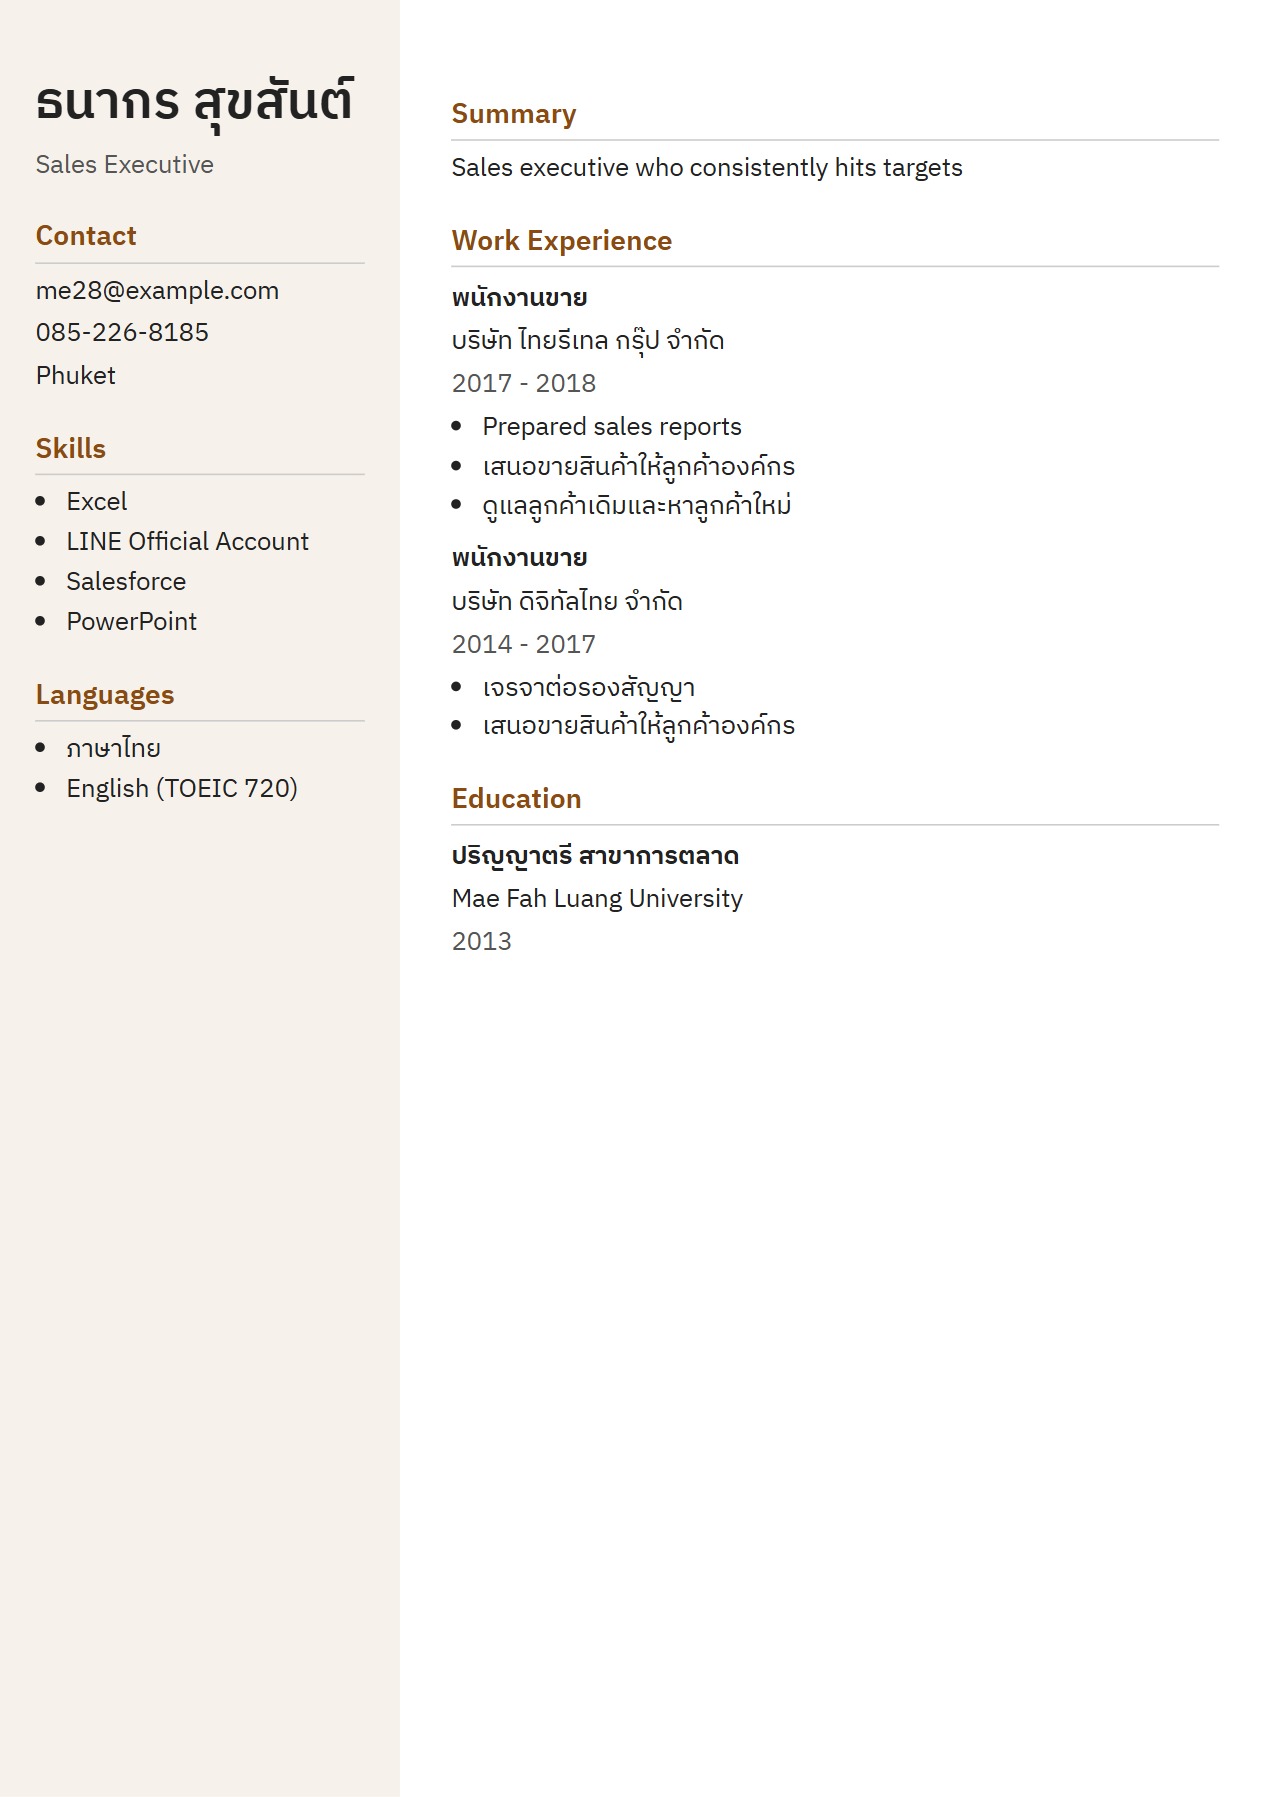 ธนากร สุขสันต์
Sales Executive
Contact
me28@example.com
085-226-8185
Phuket
Skills
• Excel
• LINE Official Account
• Salesforce
• PowerPoint
Languages
• ภาษาไทย
• English (TOEIC 720)
Summary
Sales executive who consistently hits targets
Work Experience
พนักงานขาย
บริษัท ไทยรีเทล กรุ๊ป จำกัด
2017 - 2018
• Prepared sales reports
• เสนอขายสินค้าให้ลูกค้าองค์กร
• ดูแลลูกค้าเดิมและหาลูกค้าใหม่
พนักงานขาย
บริษัท ดิจิทัลไทย จำกัด
2014 - 2017
• เจรจาต่อรองสัญญา
• เสนอขายสินค้าให้ลูกค้าองค์กร
Education
ปริญญาตรี สาขาการตลาด
Mae Fah Luang University
2013